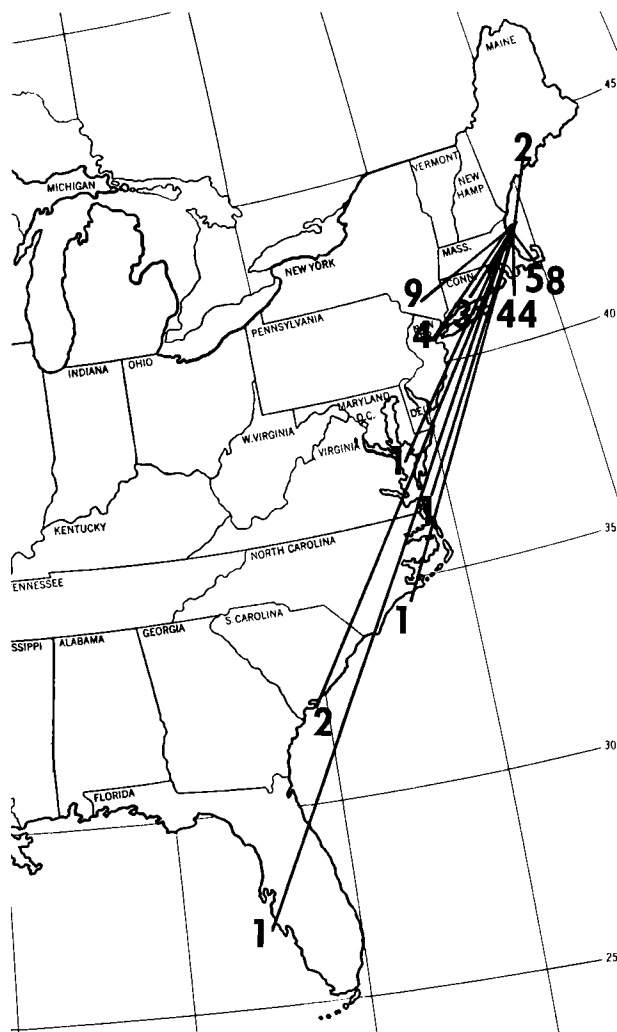 MAINE
45
2
VERMONT
NEW
HAMP
MICHIGAN
MASS.
NEW YORK
CONN.
58
9
3
44
40
4
PENNSYLVANIA
INDIANA
OHIO
MARYLAND
D.C.
DEL
W.VIRGINIA
VIRGINIA
1
1
KENTUCKY
35
NORTH CAROLINA
ENNESSEE
1
S.CAROLINA
GEORGIA
SSIPPI
ALABAMA
2
30
FLORIDA
1
25